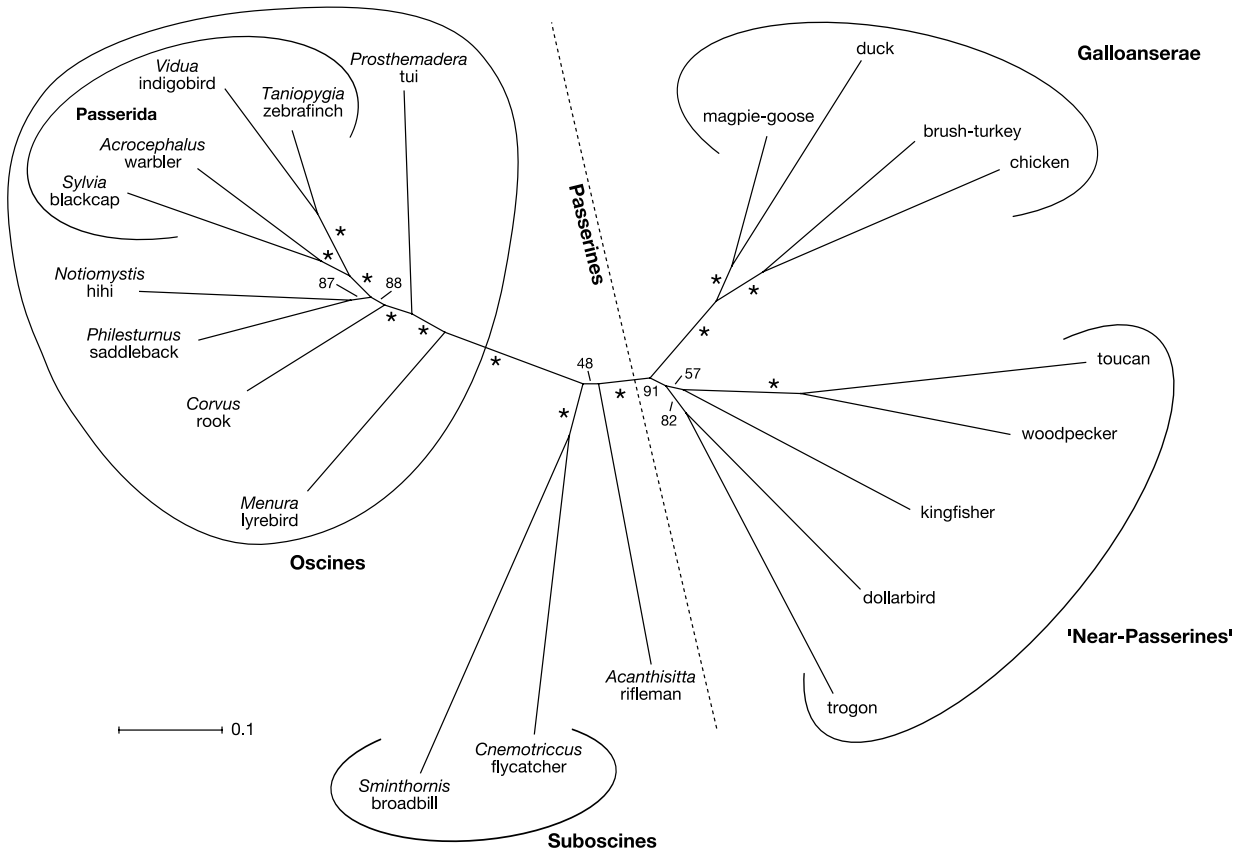 Vidua
indigobird
Prosthemadera
tui
duck
Galloanserae
Taniopygia
zebrafinch
Passerida
magpie-goose
brush-turkey
Acrocephalus
warbler
chicken
Sylvia
blackcap
Passerines
*
*
*
*
*
*
Notiomystis
hihi
87
88
*
*
*
Philesturnus
saddleback
*
48
*
91
57
82
*
toucan
Corvus
rook
*
woodpecker
Menura
lyrebird
kingfisher
Oscines
dollarbird
'Near-Passerines'
Acanthisitta
rifleman
trogon
0.1
Cnemotriccus
flycatcher
Sminthornis
broadbill
Suboscines